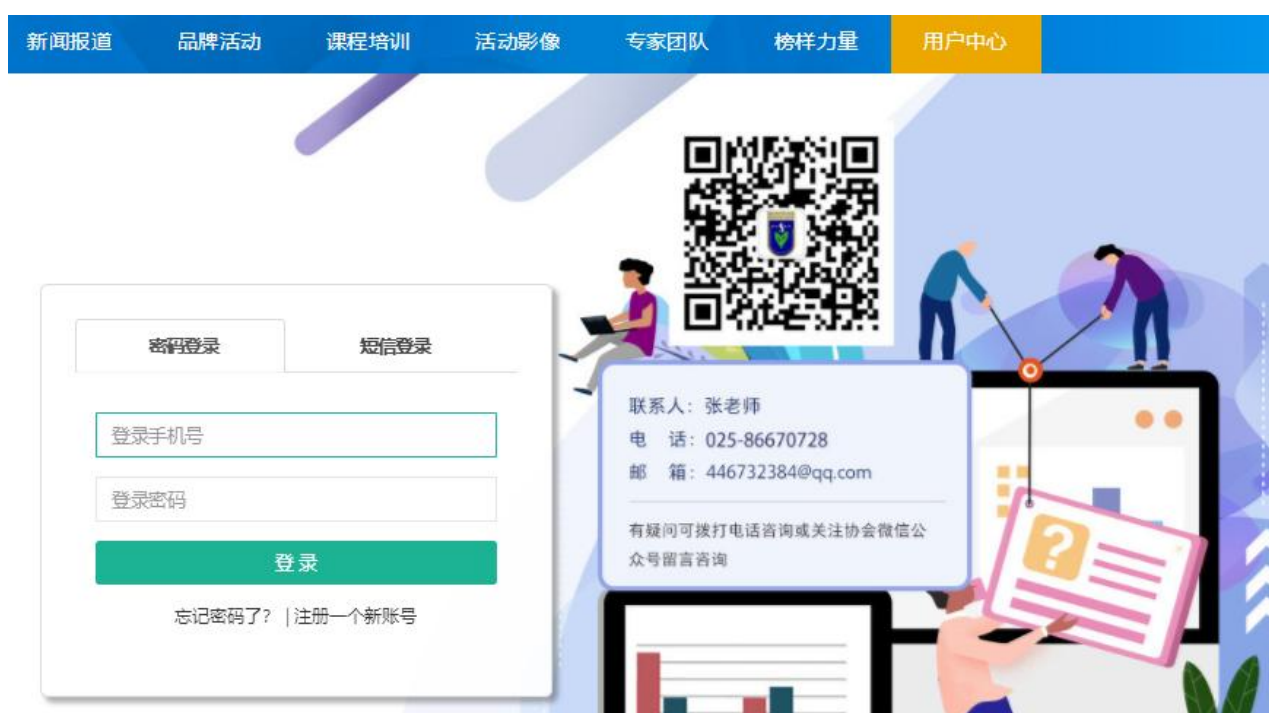 新闻报道 品牌活动 课程培训 活动影像 专家团队 榜样力量 用户中心
密码登录 短信登录
登录手机号
登录密码
登录
忘记密码了? |注册一个新账号
联系人：张老师
电 话：025-86670728
邮 箱：446732384@qq.com
有疑问可拨打电话咨询或关注协会微信公
众号留言咨询
?